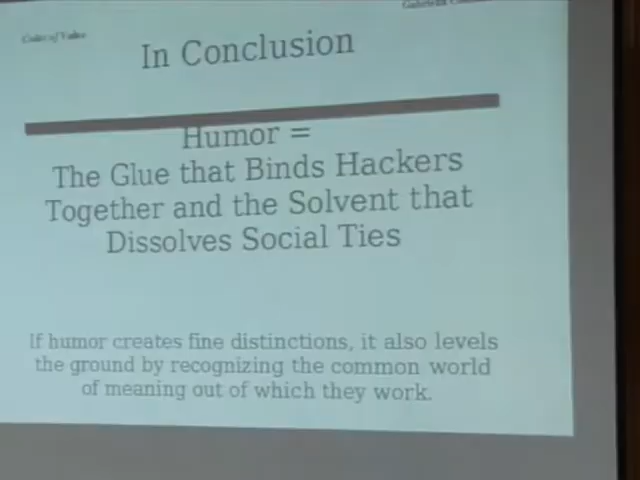 In Conclusion
Humor =
The Glue that Binds Hackers
Together and the Solvent that
Dissolves Social Ties
If humor creates fine distinctions, it also levels
the ground by recognizing the common world
of meaning out of which they work.